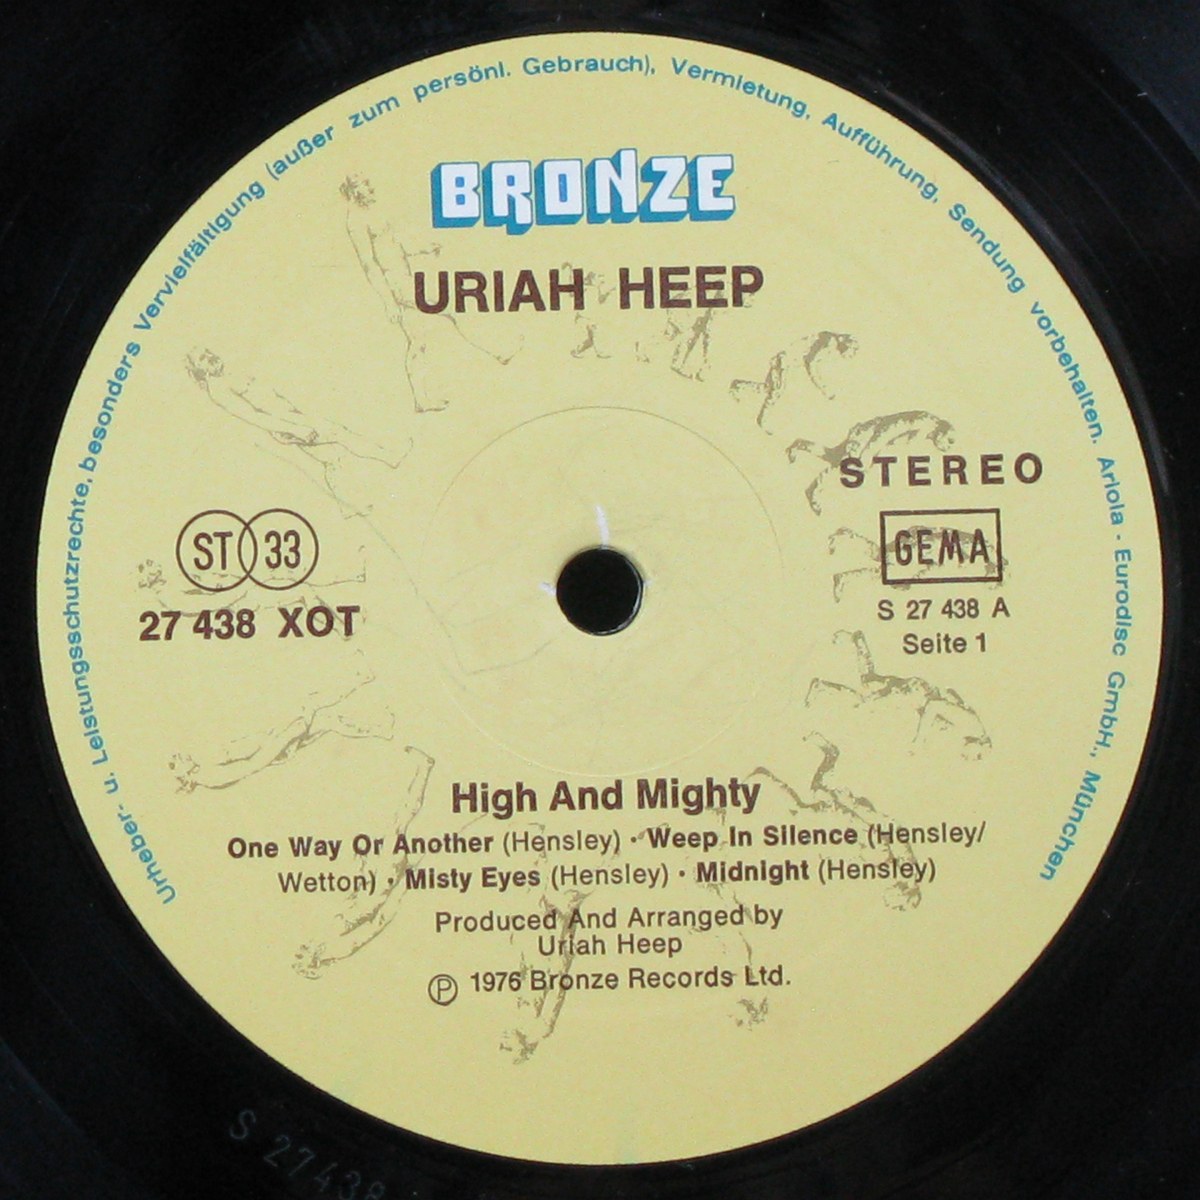 Urheber- u. Leistungsschutzrechte, besonders Vervielfältigung (außer zum persönl. Gebrauch), Vermietung, Aufführung, Sendung vorbehalten. Ariola - Eurodisc GmbH., München
BRONZE
URIAH HEEP
STEREO
ST 33
GEMA
27 438 XOT
S 27 438 A
Seite 1
High And Mighty
One Way Or Another (Hensley) · Weep In Silence (Hensley/
Wetton) · Misty Eyes (Hensley) · Midnight (Hensley)
Produced And Arranged by
Uriah Heep
Ⓟ 1976 Bronze Records Ltd.
S 27438